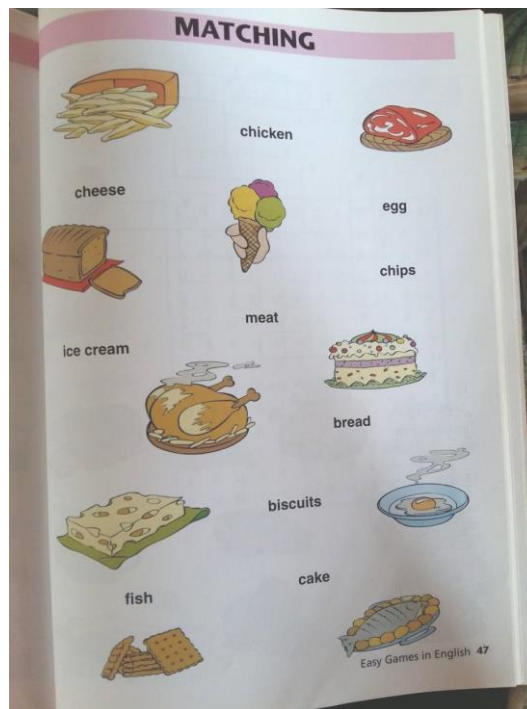 MATCHING
chicken
cheese
egg
chips
meat
ice cream
bread
biscuits
cake
fish
Easy Games in English 47